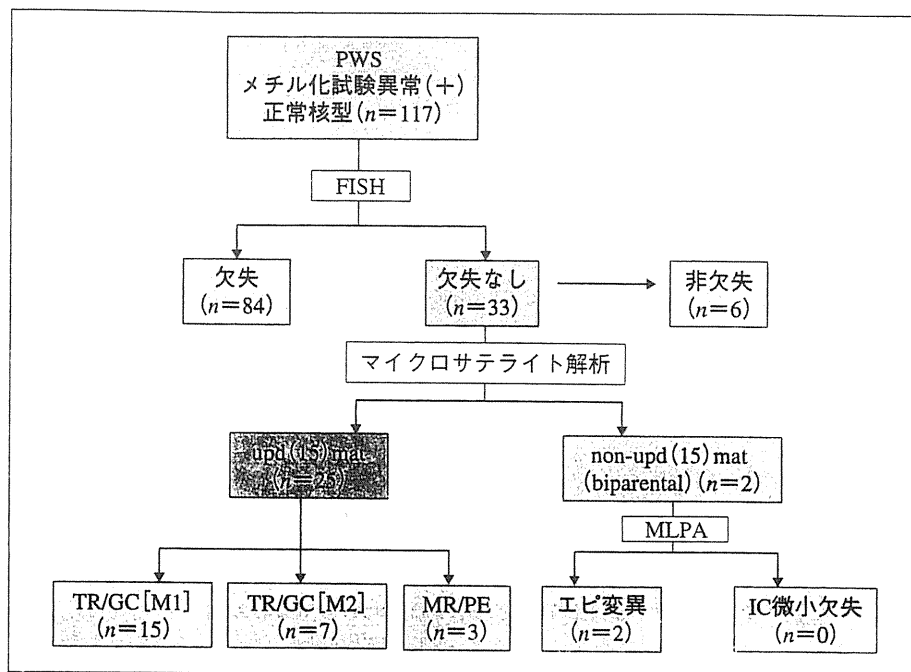 PWS
メチル化試験異常(+)
正常核型(n=117)
FISH
欠失
(n=84)
欠失なし
(n=33)
非欠失
(n=6)
マイクロサテライト解析
upd(15)mat
(n=25)
non-upd(15)mat
(biparental)(n=2)
MLPA
TR/GC[M1]
(n=15)
TR/GC[M2]
(n=7)
MR/PE
(n=3)
エピ変異
(n=2)
IC微小欠失
(n=0)